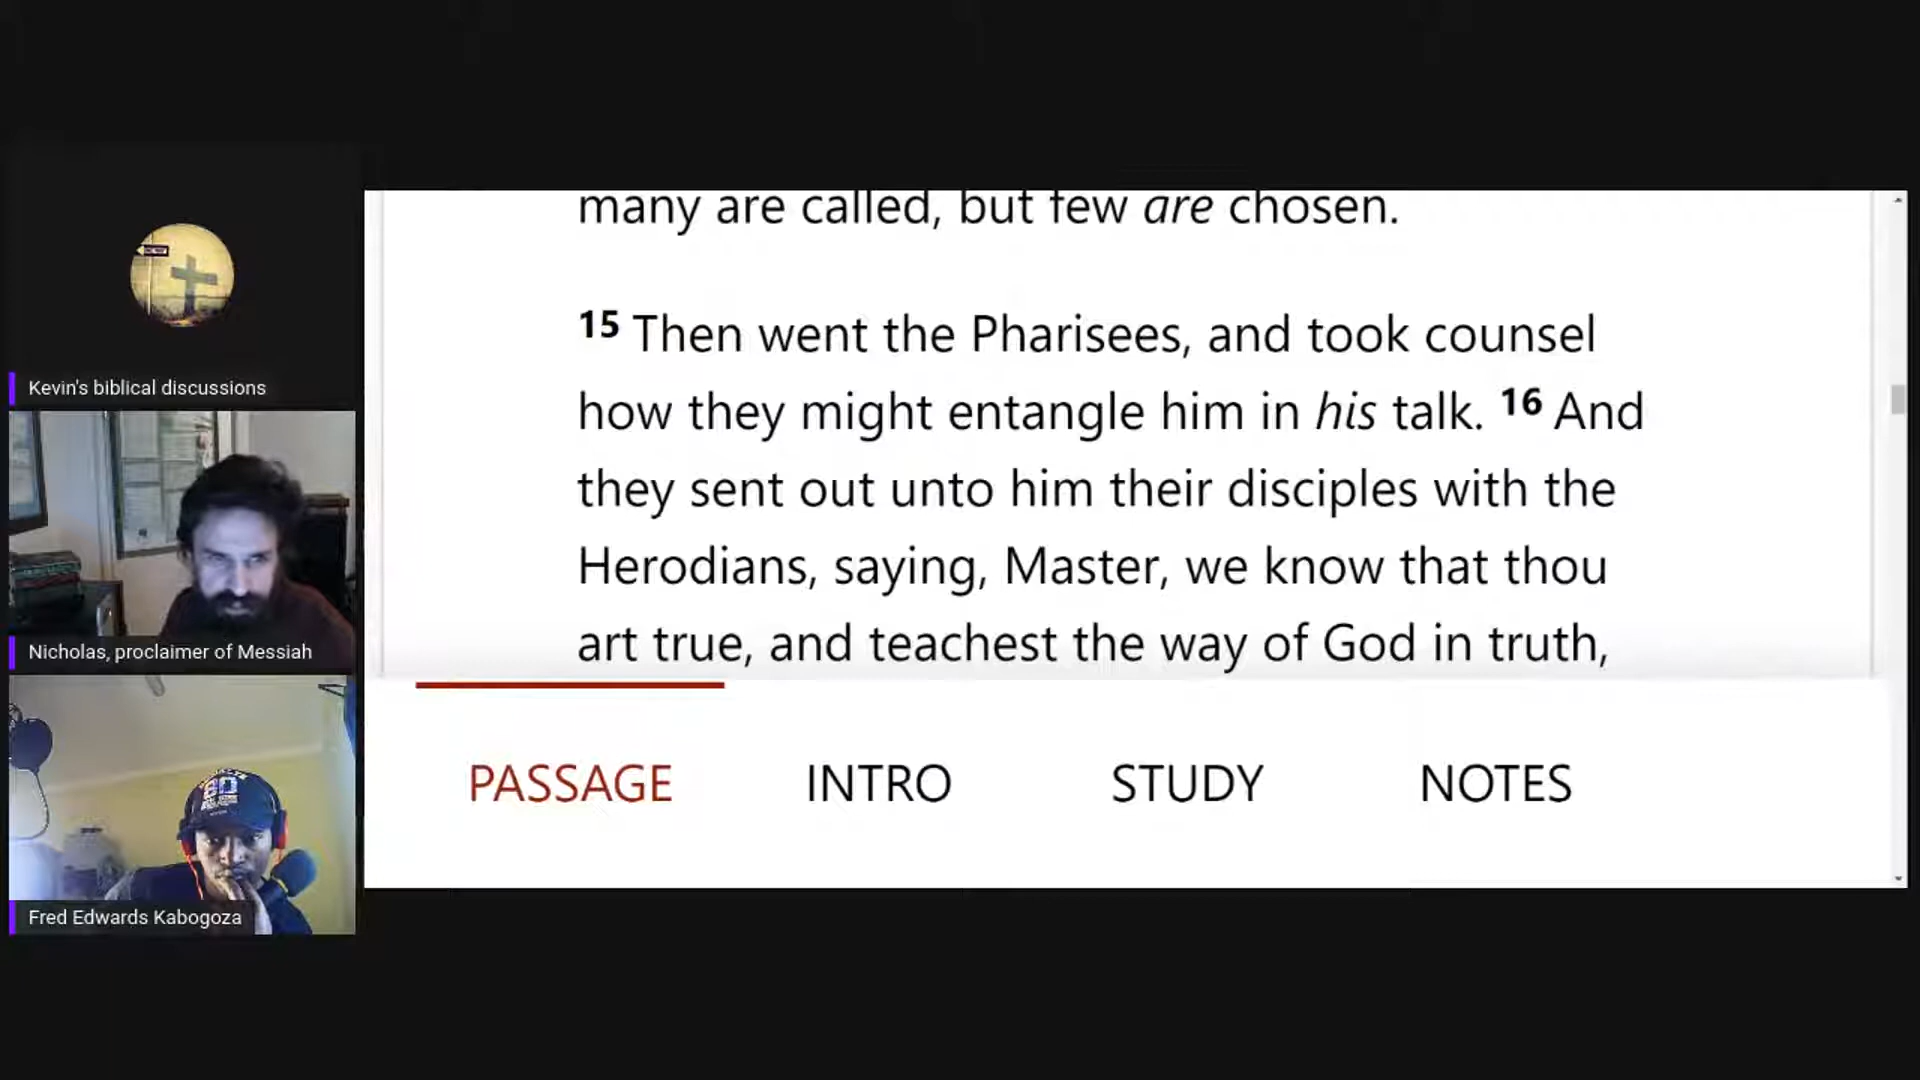 many are called, but few are chosen.
15 Then went the Pharisees, and took counsel
how they might entangle him in his talk. 16 And
they sent out unto him their disciples with the
Herodians, saying, Master, we know that thou
art true, and teachest the way of God in truth,
PASSAGE INTRO STUDY NOTES
Kevin's biblical discussions
Nicholas, proclaimer of Messiah
Fred Edwards Kabogoza